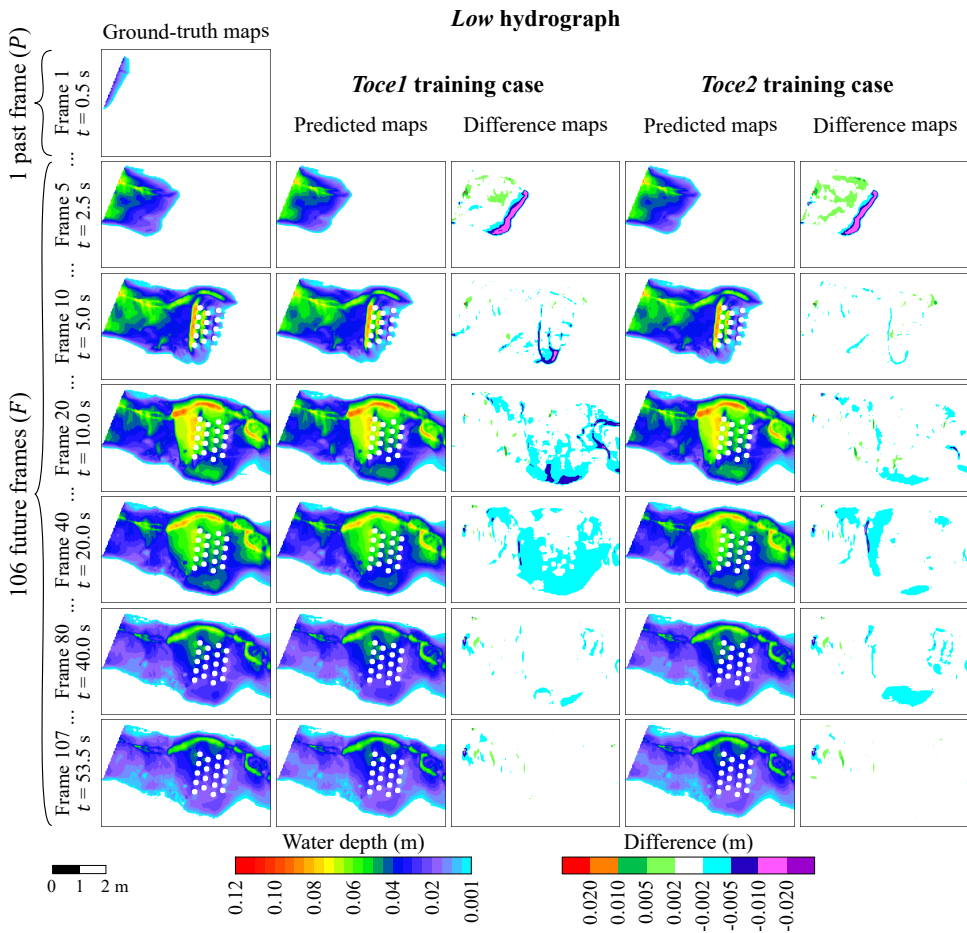 Low hydrograph
Ground-truth maps
Toce1 training case
Toce2 training case
Predicted maps
Difference maps
Predicted maps
Difference maps
1 past frame (P)
Frame 1
t = 0.5 s
...
106 future frames (F)
Frame 5
t = 2.5 s
...
Frame 10
t = 5.0 s
...
Frame 20
t = 10.0 s
...
Frame 40
t = 20.0 s
...
Frame 80
t = 40.0 s
...
Frame 107
t = 53.5 s
0 1 2 m
Water depth (m)
0.12 0.10 0.08 0.06 0.04 0.02 0.001
Difference (m)
0.020 0.010 0.005 0.002 -0.002 -0.005 -0.010 -0.020